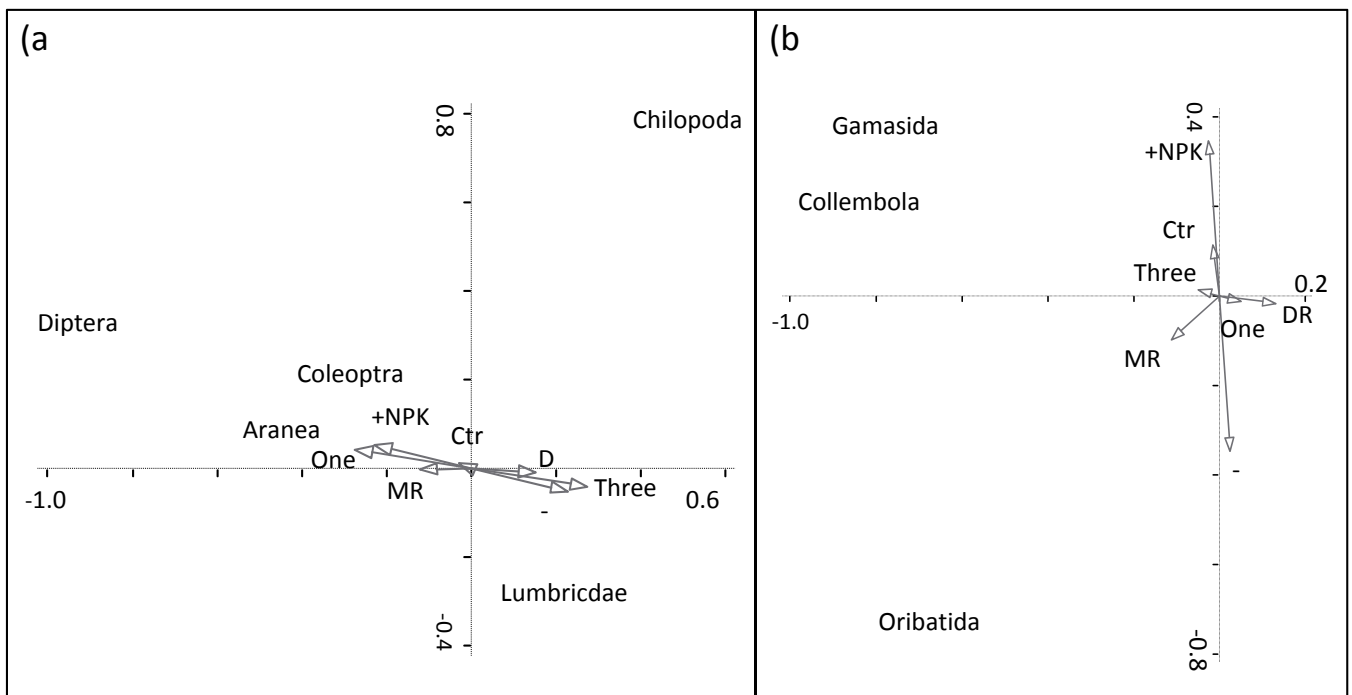 (a
0.8
Chilopoda
Diptera
Coleoptra
+NPK
Aranea
Ctr
One
D
-1.0
MR
Three
0.6
-
Lumbricdae
-0.4
(b
0.4
Gamasida
+NPK
Collembola
Ctr
Three
0.2
-1.0
One
DR
MR
-
Oribatida
-0.8